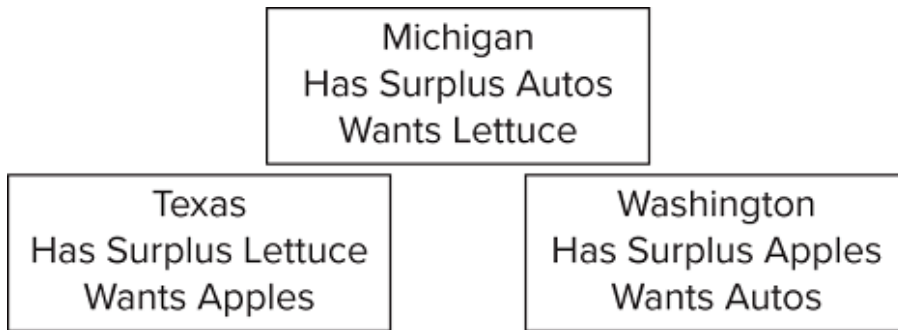 Michigan
Has Surplus Autos
Wants Lettuce
Texas
Has Surplus Lettuce
Wants Apples
Washington
Has Surplus Apples
Wants Autos